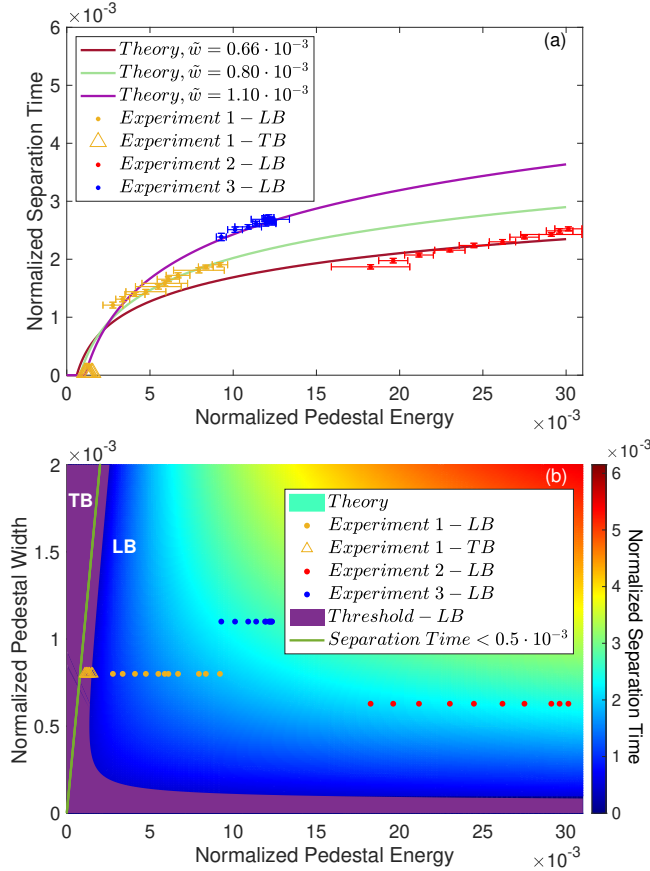 ×10⁻³
(a)
Theory, w̃ = 0.66 · 10⁻³
Theory, w̃ = 0.80 · 10⁻³
Theory, w̃ = 1.10 · 10⁻³
Experiment 1 − LB
Experiment 1 − TB
Experiment 2 − LB
Experiment 3 − LB
Normalized Separation Time
6
5
4
3
2
1
0
0 5 10 15 20 25 30
Normalized Pedestal Energy
×10⁻³
×10⁻³
(b)
TB
LB
Theory
Experiment 1 − LB
Experiment 1 − TB
Experiment 2 − LB
Experiment 3 − LB
Threshold − LB
Separation Time < 0.5 · 10⁻³
Normalized Pedestal Width
2
1.5
1
0.5
0
0 5 10 15 20 25 30
Normalized Pedestal Energy
×10⁻³
×10⁻³
6
5
4
3
2
1
0
Normalized Separation Time